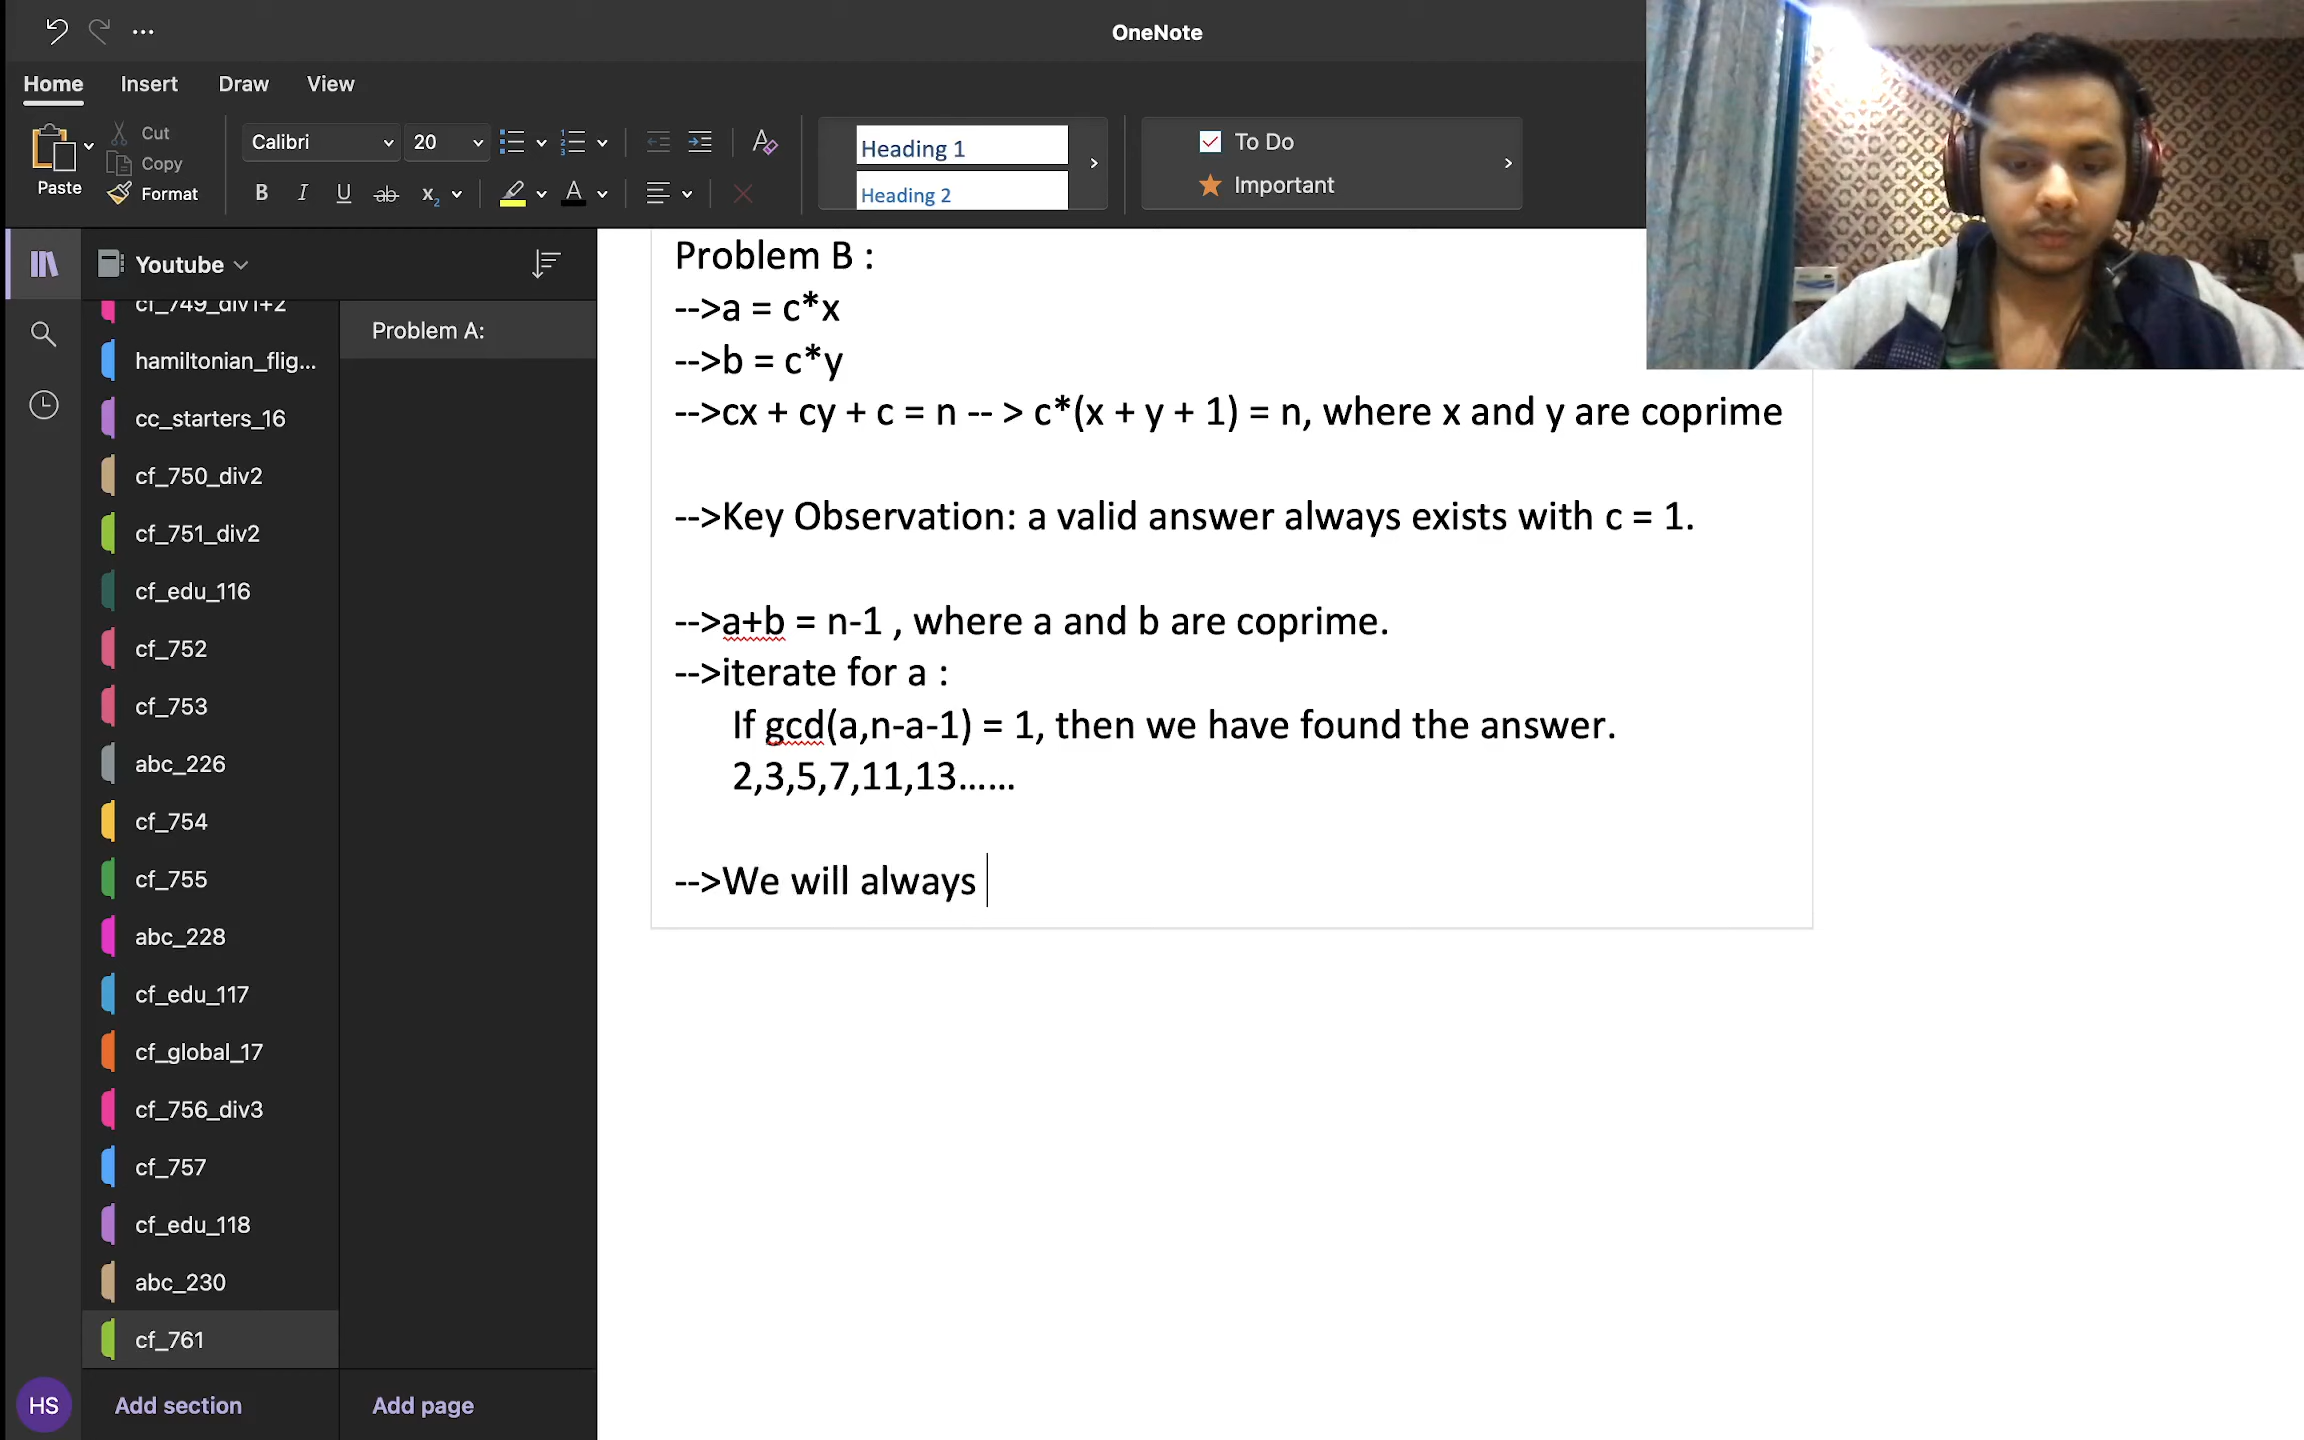 OneNote
Home Insert Draw View
Paste
Cut
Copy
Format
Calibri 20
B I U ab x2 A
Heading 1
Heading 2
To Do
Important
Youtube
cf_749_div1+2
hamiltonian_flig...
cc_starters_16
cf_750_div2
cf_751_div2
cf_edu_116
cf_752
cf_753
abc_226
cf_754
cf_755
abc_228
cf_edu_117
cf_global_17
cf_756_div3
cf_757
cf_edu_118
abc_230
cf_761
HS
Add section
Problem A:
Add page
Problem B :
-->a = c*x
-->b = c*y
-->cx + cy + c = n -- > c*(x + y + 1) = n, where x and y are coprime
-->Key Observation: a valid answer always exists with c = 1.
-->a+b = n-1 , where a and b are coprime.
-->iterate for a :
If gcd(a,n-a-1) = 1, then we have found the answer.
2,3,5,7,11,13......
-->We will always